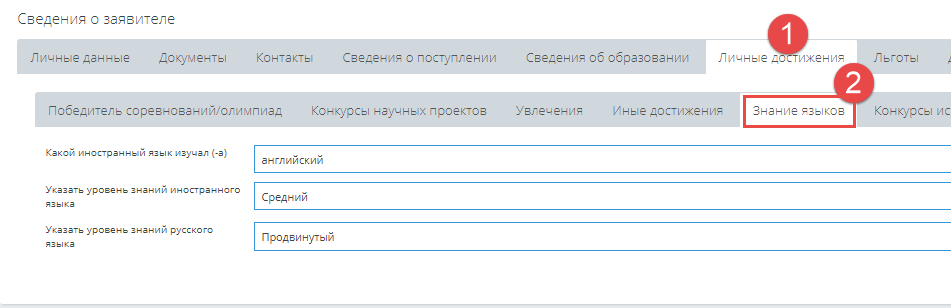 Сведения о заявителе
1
Личные данные Документы Контакты Сведения о поступлении Сведения об образовании Личные достижения Льготы
2
Победитель соревнований/олимпиад Конкурсы научных проектов Увлечения Иные достижения Знание языков Конкурсы ис
Какой иностранный язык изучал (-а) английский
Указать уровень знаний иностранного
языка
Средний
Указать уровень знаний русского
языка
Продвинутый